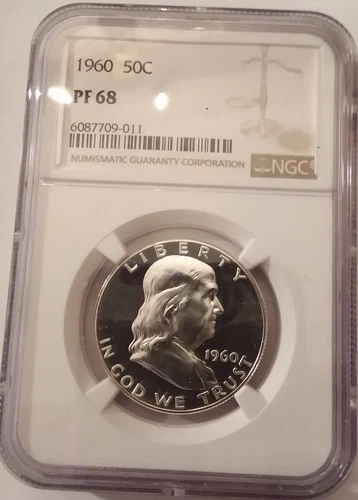 1960 50C
PF 68
6087709-011
NUMISMATIC GUARANTY CORPORATION
NGC®
LIBERTY
1960
IN GOD WE TRUST